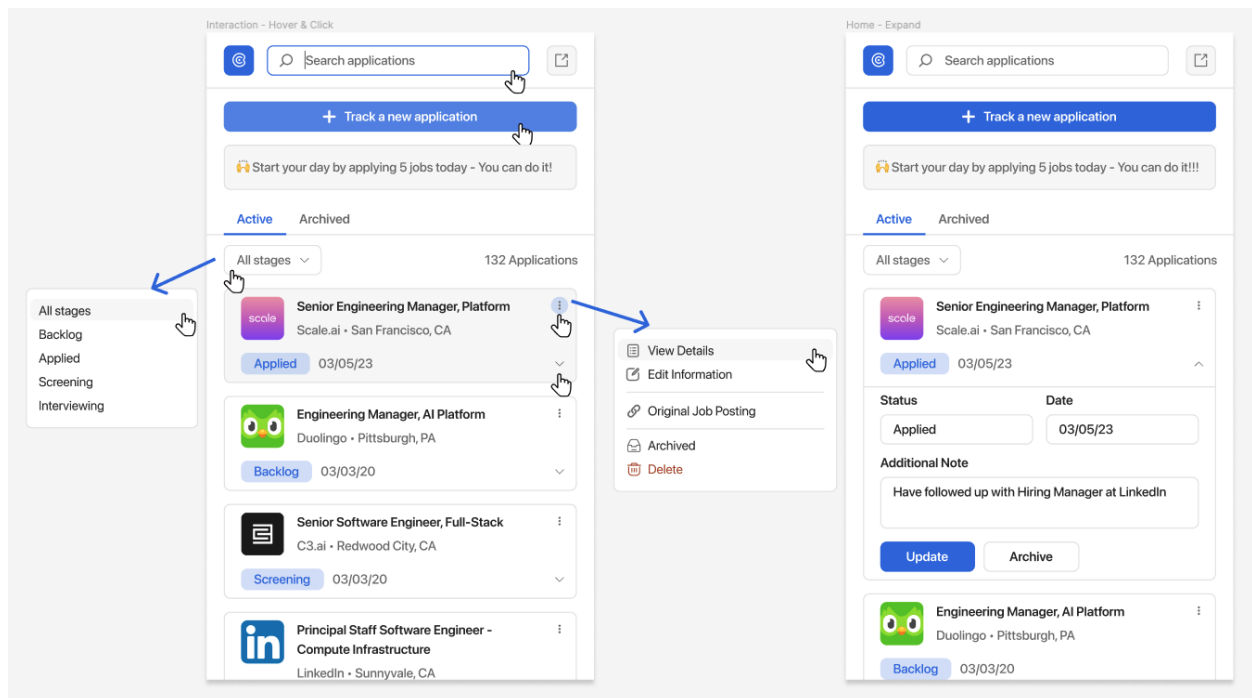 Interaction - Hover & Click
Search applications
+ Track a new application
🙌 Start your day by applying 5 jobs today - You can do it!
Active Archived
All stages 132 Applications
scale
Senior Engineering Manager, Platform
Scale.ai • San Francisco, CA
Applied 03/05/23
Engineering Manager, AI Platform
Duolingo • Pittsburgh, PA
Backlog 03/03/20
Senior Software Engineer, Full-Stack
C3.ai • Redwood City, CA
Screening 03/03/20
in
Principal Staff Software Engineer -
Compute Infrastructure
LinkedIn • Sunnyvale, CA
All stages
Backlog
Applied
Screening
Interviewing
View Details
Edit Information
Original Job Posting
Archived
Delete
Home - Expand
Search applications
+ Track a new application
🙌 Start your day by applying 5 jobs today - You can do it!!!
Active Archived
All stages 132 Applications
scale
Senior Engineering Manager, Platform
Scale.ai • San Francisco, CA
Applied 03/05/23
Status Date
Applied 03/05/23
Additional Note
Have followed up with Hiring Manager at LinkedIn
Update Archive
Engineering Manager, AI Platform
Duolingo • Pittsburgh, PA
Backlog 03/03/20